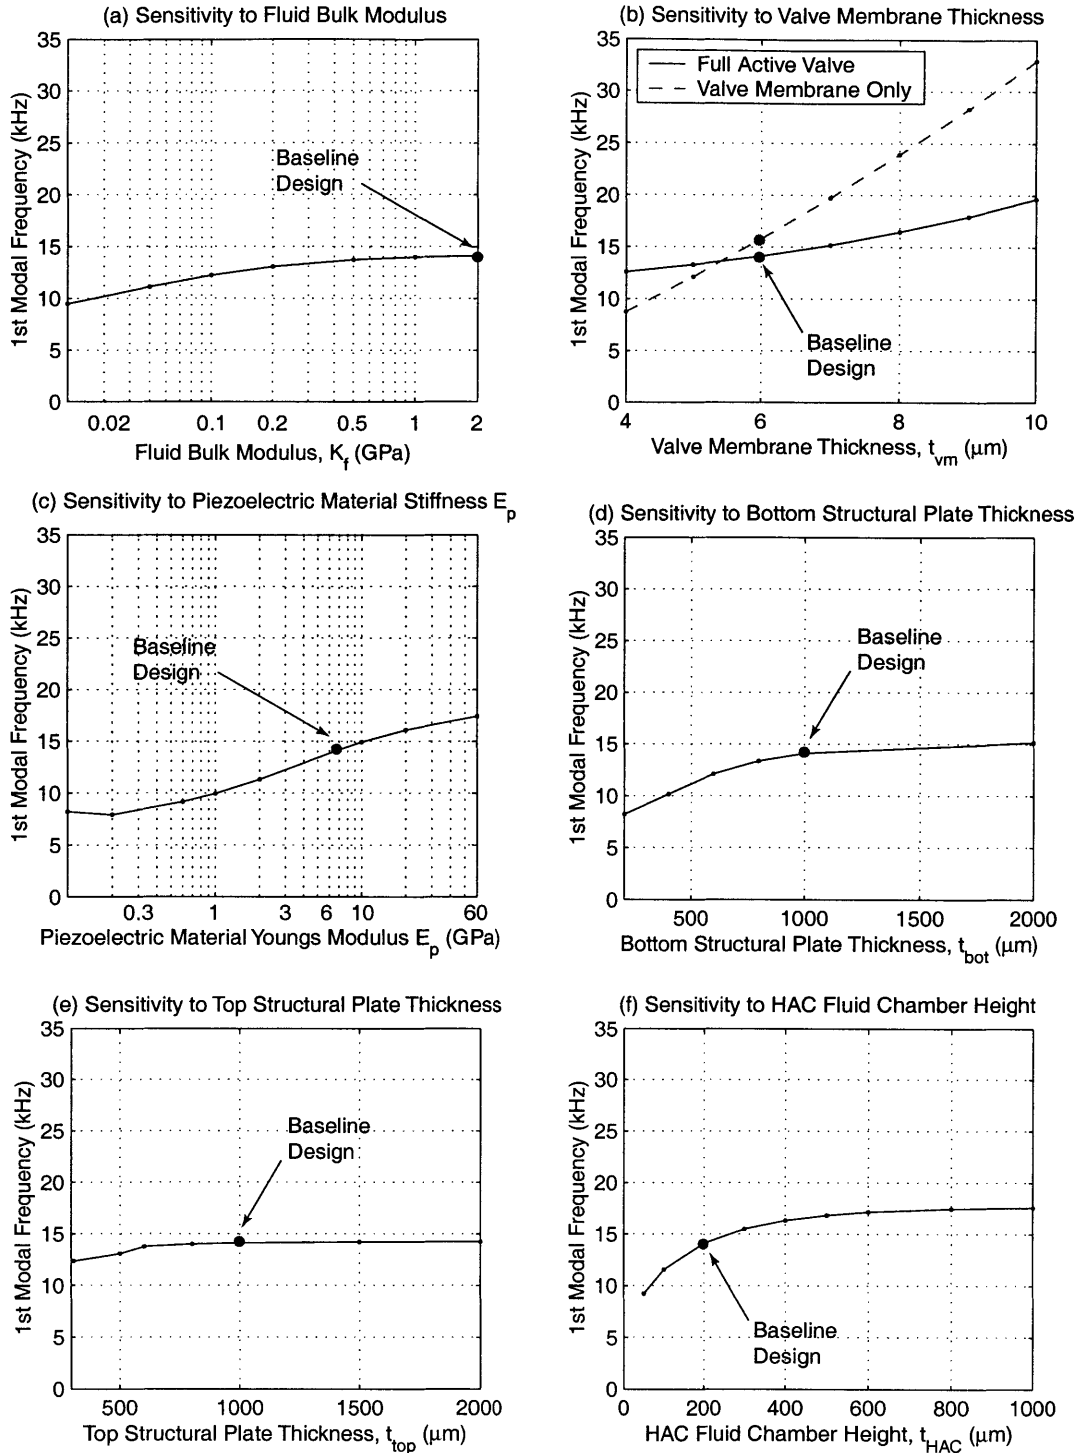 (a) Sensitivity to Fluid Bulk Modulus
35
30
25
20
15
10
5
0
1st Modal Frequency (kHz)
Baseline
Design
0.02 0.1 0.2 0.5 1 2
Fluid Bulk Modulus, K_f (GPa)
(b) Sensitivity to Valve Membrane Thickness
35
30
25
20
15
10
5
0
1st Modal Frequency (kHz)
Full Active Valve
Valve Membrane Only
Baseline
Design
4 6 8 10
Valve Membrane Thickness, t_vm (μm)
(c) Sensitivity to Piezoelectric Material Stiffness E_p
35
30
25
20
15
10
5
0
1st Modal Frequency (kHz)
Baseline
Design
0.3 1 3 6 10 60
Piezoelectric Material Youngs Modulus E_p (GPa)
(d) Sensitivity to Bottom Structural Plate Thickness
35
30
25
20
15
10
5
0
1st Modal Frequency (kHz)
Baseline
Design
500 1000 1500 2000
Bottom Structural Plate Thickness, t_bot (μm)
(e) Sensitivity to Top Structural Plate Thickness
35
30
25
20
15
10
5
0
1st Modal Frequency (kHz)
Baseline
Design
500 1000 1500 2000
Top Structural Plate Thickness, t_top (μm)
(f) Sensitivity to HAC Fluid Chamber Height
35
30
25
20
15
10
5
0
1st Modal Frequency (kHz)
Baseline
Design
0 200 400 600 800 1000
HAC Fluid Chamber Height, t_HAC (μm)